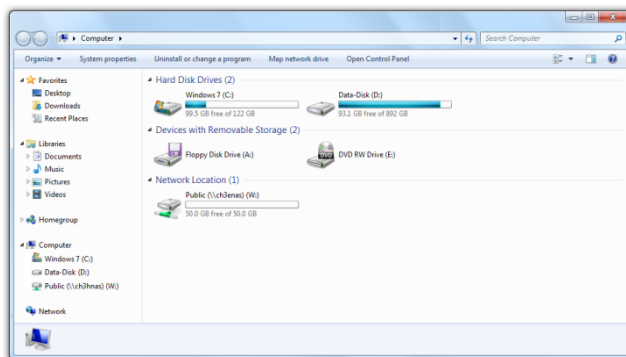 Computer
Search Computer
Organize
System properties
Uninstall or change a program
Map network drive
Open Control Panel
Favorites
Desktop
Downloads
Recent Places
Libraries
Documents
Music
Pictures
Videos
Homegroup
Computer
Windows 7 (C:)
Data-Disk (D:)
Public (\\ch3hnas) (W:)
Network
Hard Disk Drives (2)
Windows 7 (C:)
99.5 GB free of 122 GB
Data-Disk (D:)
93.1 GB free of 892 GB
Devices with Removable Storage (2)
Floppy Disk Drive (A:)
DVD
DVD RW Drive (E:)
Network Location (1)
Public (\\ch3enas) (W:)
50.0 GB free of 50.0 GB